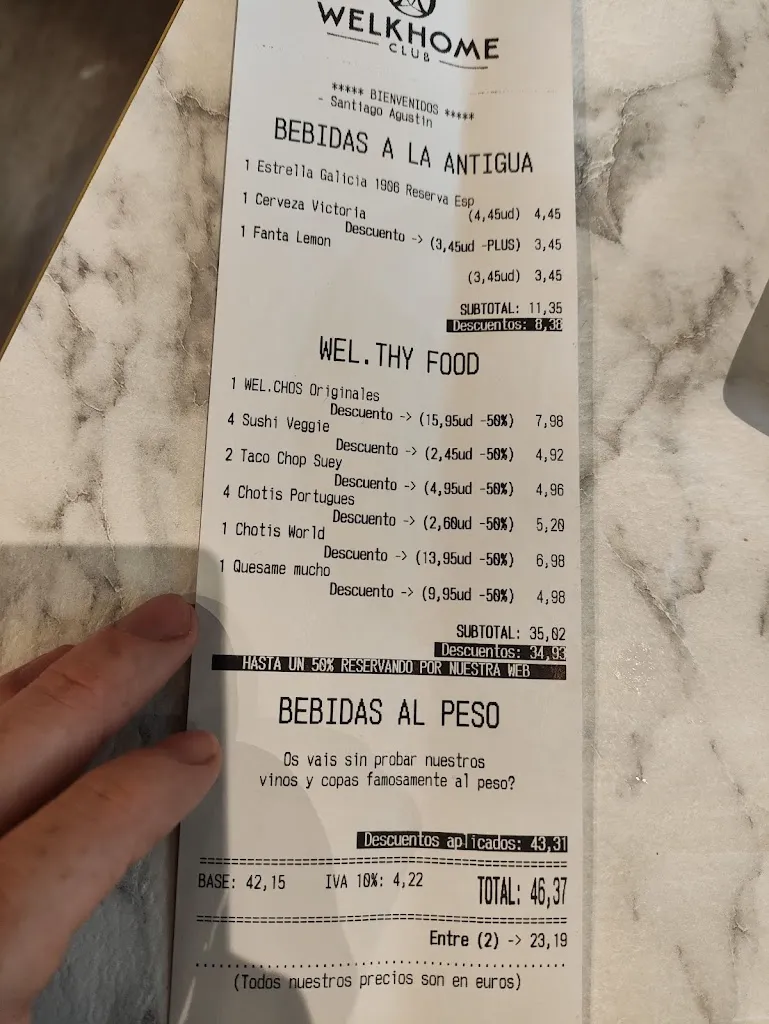 WELKHOME
CLUB
***** BIENVENIDOS *****
- Santiago Agustin
BEBIDAS A LA ANTIGUA
1 Estrella Galicia 1906 Reserva Esp
(4,45ud) 4,45
1 Cerveza Victoria
Descuento -> (3,45ud -PLUS) 3,45
1 Fanta Lemon
(3,45ud) 3,45
SUBTOTAL: 11,35
Descuentos: 8,38
WEL.THY FOOD
1 WEL.CHOS Originales
Descuento -> (15,95ud -50%) 7,98
4 Sushi Veggie
Descuento -> (2,45ud -50%) 4,92
2 Taco Chop Suey
Descuento -> (4,95ud -50%) 4,96
4 Chotis Portugues
Descuento -> (2,60ud -50%) 5,20
1 Chotis World
Descuento -> (13,95ud -50%) 6,98
1 Quesame mucho
Descuento -> (9,95ud -50%) 4,98
SUBTOTAL: 35,02
Descuentos: 34,93
HASTA UN 50% RESERVANDO POR NUESTRA WEB
BEBIDAS AL PESO
Os vais sin probar nuestros
vinos y copas famosamente al peso?
Descuentos aplicados: 43,31
BASE: 42,15 IVA 10%: 4,22 TOTAL: 46,37
Entre (2) -> 23,19
(Todos nuestros precios son en euros)